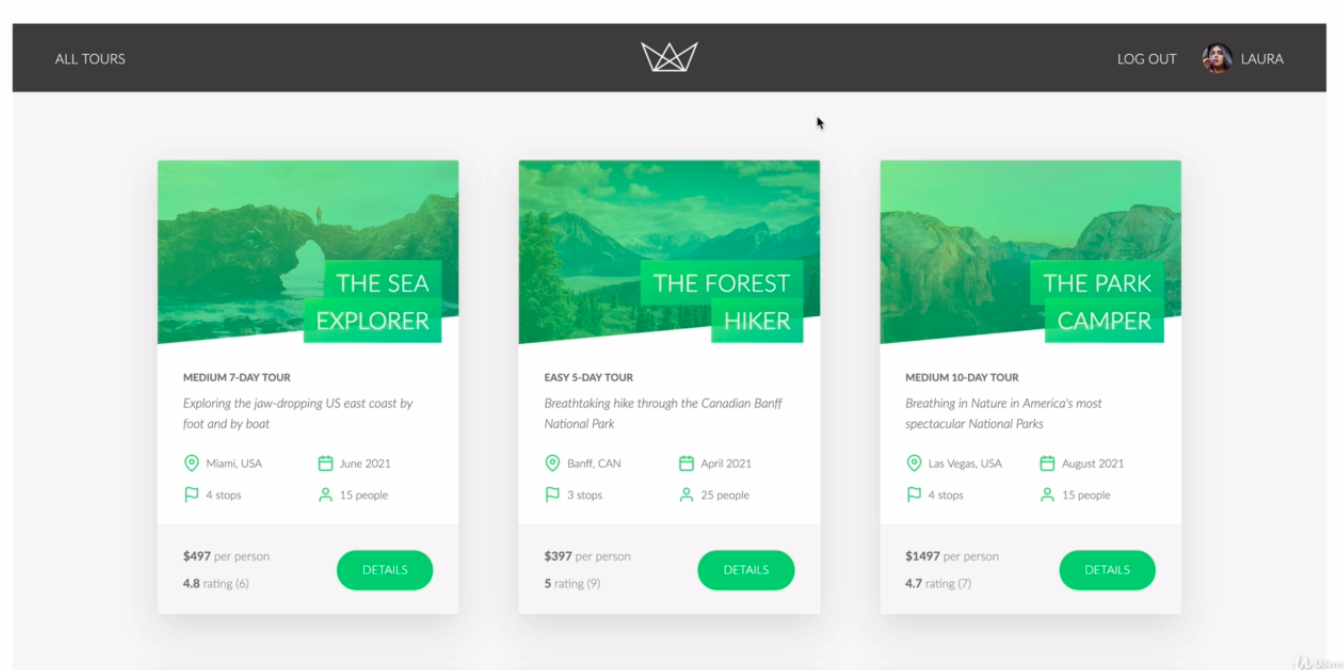 ALL TOURS
LOG OUT
LAURA
THE SEA
EXPLORER
MEDIUM 7-DAY TOUR
Exploring the jaw-dropping US east coast by
foot and by boat
Miami, USA
June 2021
4 stops
15 people
$497 per person
4.8 rating (6)
DETAILS
THE FOREST
HIKER
EASY 5-DAY TOUR
Breathtaking hike through the Canadian Banff
National Park
Banff, CAN
April 2021
3 stops
25 people
$397 per person
5 rating (9)
DETAILS
THE PARK
CAMPER
MEDIUM 10-DAY TOUR
Breathing in Nature in America's most
spectacular National Parks
Las Vegas, USA
August 2021
4 stops
15 people
$1497 per person
4.7 rating (7)
DETAILS